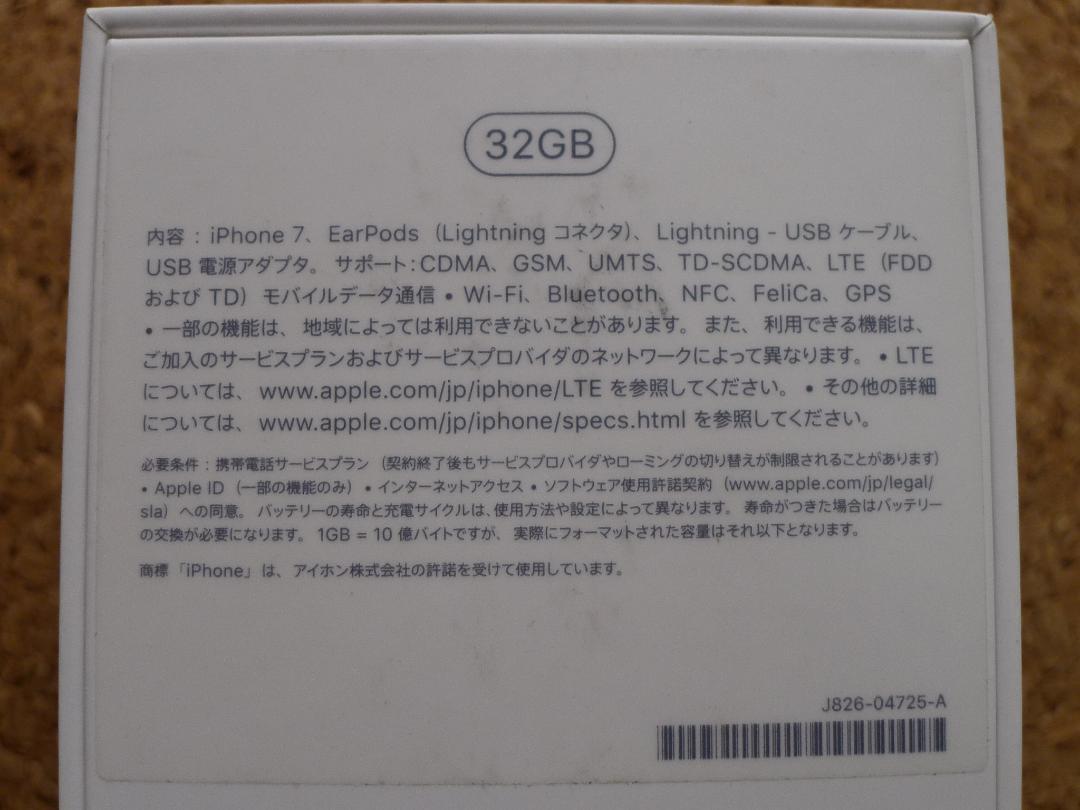 32GB
内容 : iPhone 7、 EarPods （Lightning コネクタ）、 Lightning - USB ケーブル、
USB 電源アダプタ。 サポート : CDMA、 GSM、 UMTS、 TD-SCDMA、 LTE （FDD
および TD） モバイルデータ通信 • Wi-Fi、 Bluetooth、 NFC、 FeliCa、 GPS
• 一部の機能は、 地域によっては利用できないことがあります。 また、 利用できる機能は、
ご加入のサービスプランおよびサービスプロバイダのネットワークによって異なります。 • LTE
については、 www.apple.com/jp/iphone/LTE を参照してください。 • その他の詳細
については、 www.apple.com/jp/iphone/specs.html を参照してください。
必要条件 : 携帯電話サービスプラン （契約終了後もサービスプロバイダやローミングの切り替えが制限されることがあります）
• Apple ID （一部の機能のみ） • インターネットアクセス • ソフトウェア使用許諾契約 （www.apple.com/jp/legal/
sla） への同意。 バッテリーの寿命と充電サイクルは、 使用方法や設定によって異なります。 寿命がつきた場合はバッテリー
の交換が必要になります。 1GB = 10 億バイトですが、 実際にフォーマットされた容量はそれ以下となります。
商標 「iPhone」 は、 アイホン株式会社の許諾を受けて使用しています。
J826-04725-A